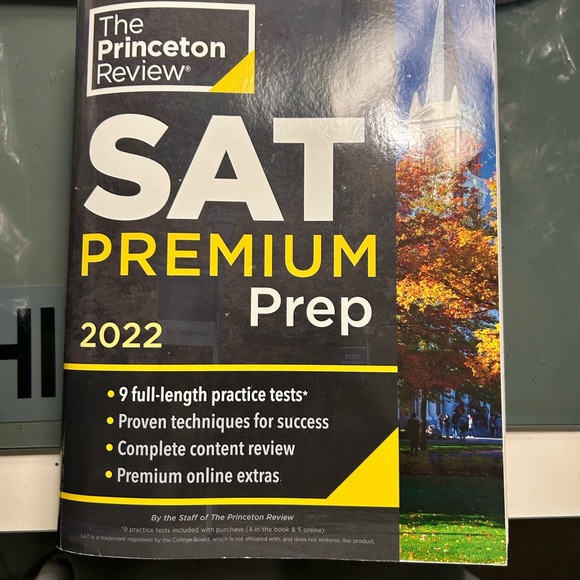 The
Princeton
Review®
SAT
PREMIUM
Prep
2022
HI
• 9 full-length practice tests*
• Proven techniques for success
• Complete content review
• Premium online extras
By the Staff of The Princeton Review
*9 practice tests included with purchase (4 in the book & 5 online).
SAT is a trademark registered by the College Board, which is not affiliated with, and does not endorse, this product.